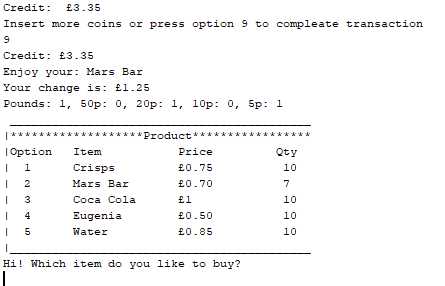 Credit:  £3.35
Insert more coins or press option 9 to compleate transaction
9
Credit: £3.35
Enjoy your: Mars Bar
Your change is: £1.25
Pounds: 1, 50p: 0, 20p: 1, 10p: 0, 5p: 1
 ___________________________________________
|*******************Product*****************
|Option   Item           Price         Qty
|  1      Crisps         £0.75          10
|  2      Mars Bar       £0.70          7
|  3      Coca Cola      £1             10
|  4      Eugenia        £0.50          10
|  5      Water          £0.85          10
|___________________________________________
Hi! Which item do you like to buy?